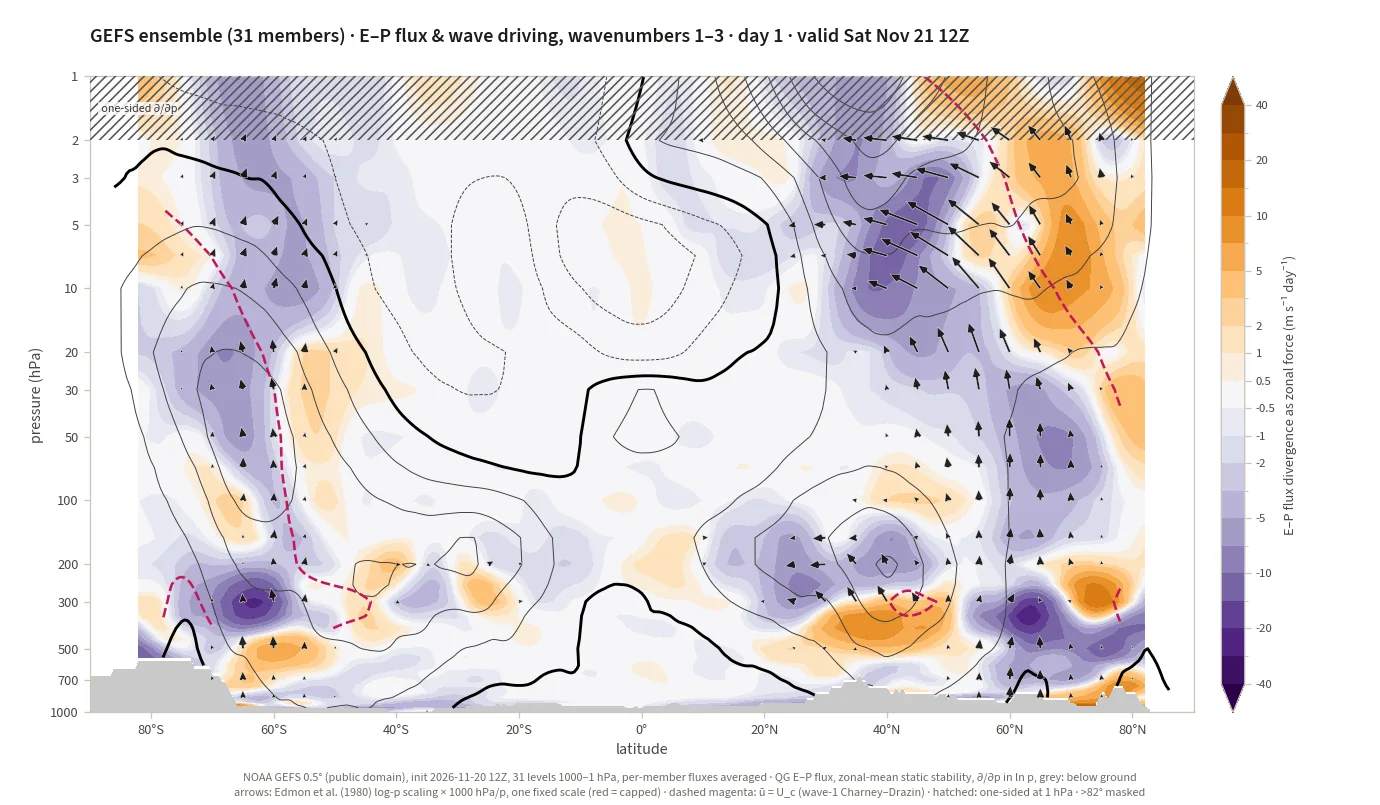 GEFS ensemble (31 members) · E–P flux & wave driving, wavenumbers 1–3 · day 1 · valid Sat Nov 21 12Z
one-sided ∂/∂p
1
2
3
5
10
20
30
50
100
200
300
500
700
1000
pressure (hPa)
80°S
60°S
40°S
20°S
0°
20°N
40°N
60°N
80°N
latitude
40
20
10
5
2
1
0.5
-0.5
-1
-2
-5
-10
-20
-40
E–P flux divergence as zonal force (m s⁻¹ day⁻¹)
NOAA GEFS 0.5° (public domain), init 2026-11-20 12Z, 31 levels 1000–1 hPa, per-member fluxes averaged · QG E–P flux, zonal-mean static stability, ∂/∂p in ln p, grey: below ground
arrows: Edmon et al. (1980) log-p scaling × 1000 hPa/p, one fixed scale (red = capped) · dashed magenta: ū = U_c (wave-1 Charney–Drazin) · hatched: one-sided at 1 hPa · >82° masked